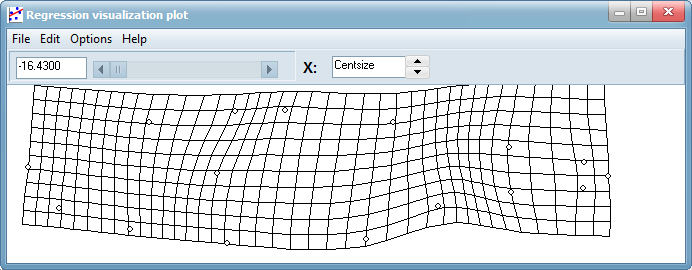 Regression visualization plot
File Edit Options Help
-16.4300 X: Centsize